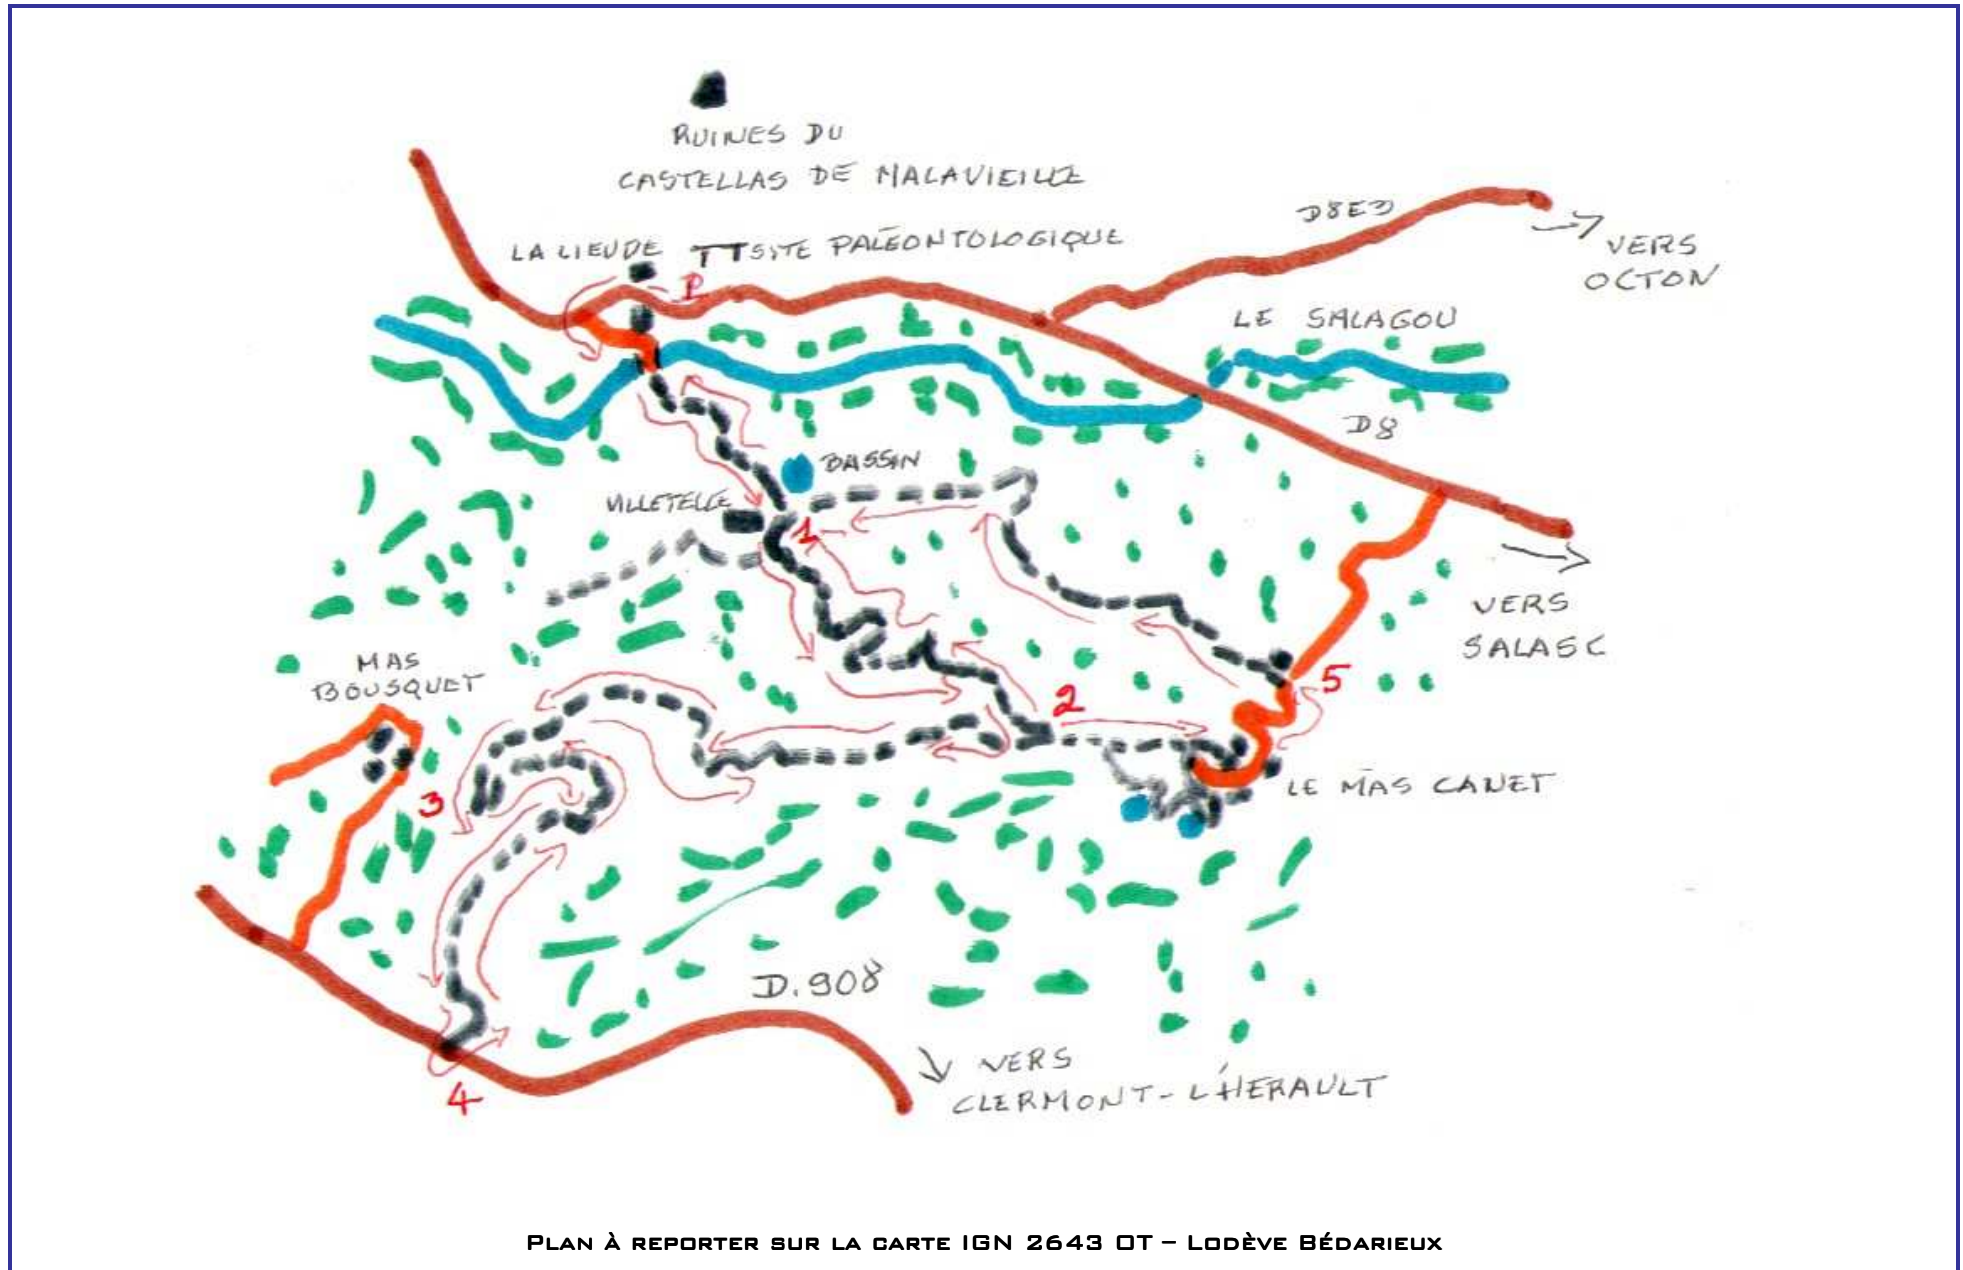 RUINES DU
CASTELLAS DE MALAVIEILLE
D8E3
LA LIEUDE
SITE PALÉONTOLOGIQUE
VERS
OCTON
P
LE SALAGOU
D8
BASSIN
VILLETELLE
1
VERS
SALASC
MAS
BOUSQUET
5
2
LE MAS CANET
3
D.908
VERS
CLERMONT-L'HERAULT
4
PLAN À REPORTER SUR LA CARTE IGN 2643 OT – LODÈVE BÉDARIEUX